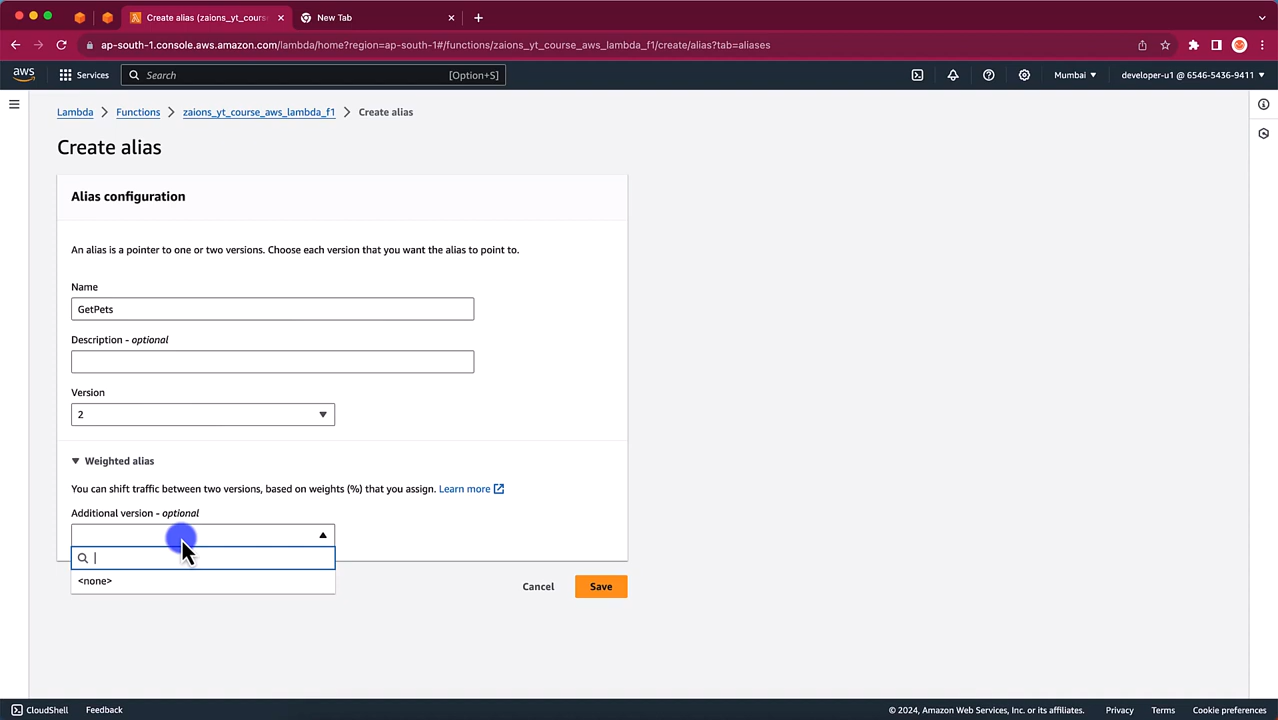 Create alias (zaions_yt_cours
New Tab
ap-south-1.console.aws.amazon.com/lambda/home?region=ap-south-1#/functions/zaions_yt_course_aws_lambda_f1/create/alias?tab=aliases
aws
Services
Search
[Option+S]
Mumbai
developer-u1 @ 6546-5436-9411
Lambda
Functions
zaions_yt_course_aws_lambda_f1
Create alias
Create alias
Alias configuration
An alias is a pointer to one or two versions. Choose each version that you want the alias to point to.
Name
GetPets
Description - optional
Version
2
Weighted alias
You can shift traffic between two versions, based on weights (%) that you assign. Learn more
Additional version - optional
<none>
Cancel
Save
CloudShell
Feedback
© 2024, Amazon Web Services, Inc. or its affiliates.
Privacy
Terms
Cookie preferences